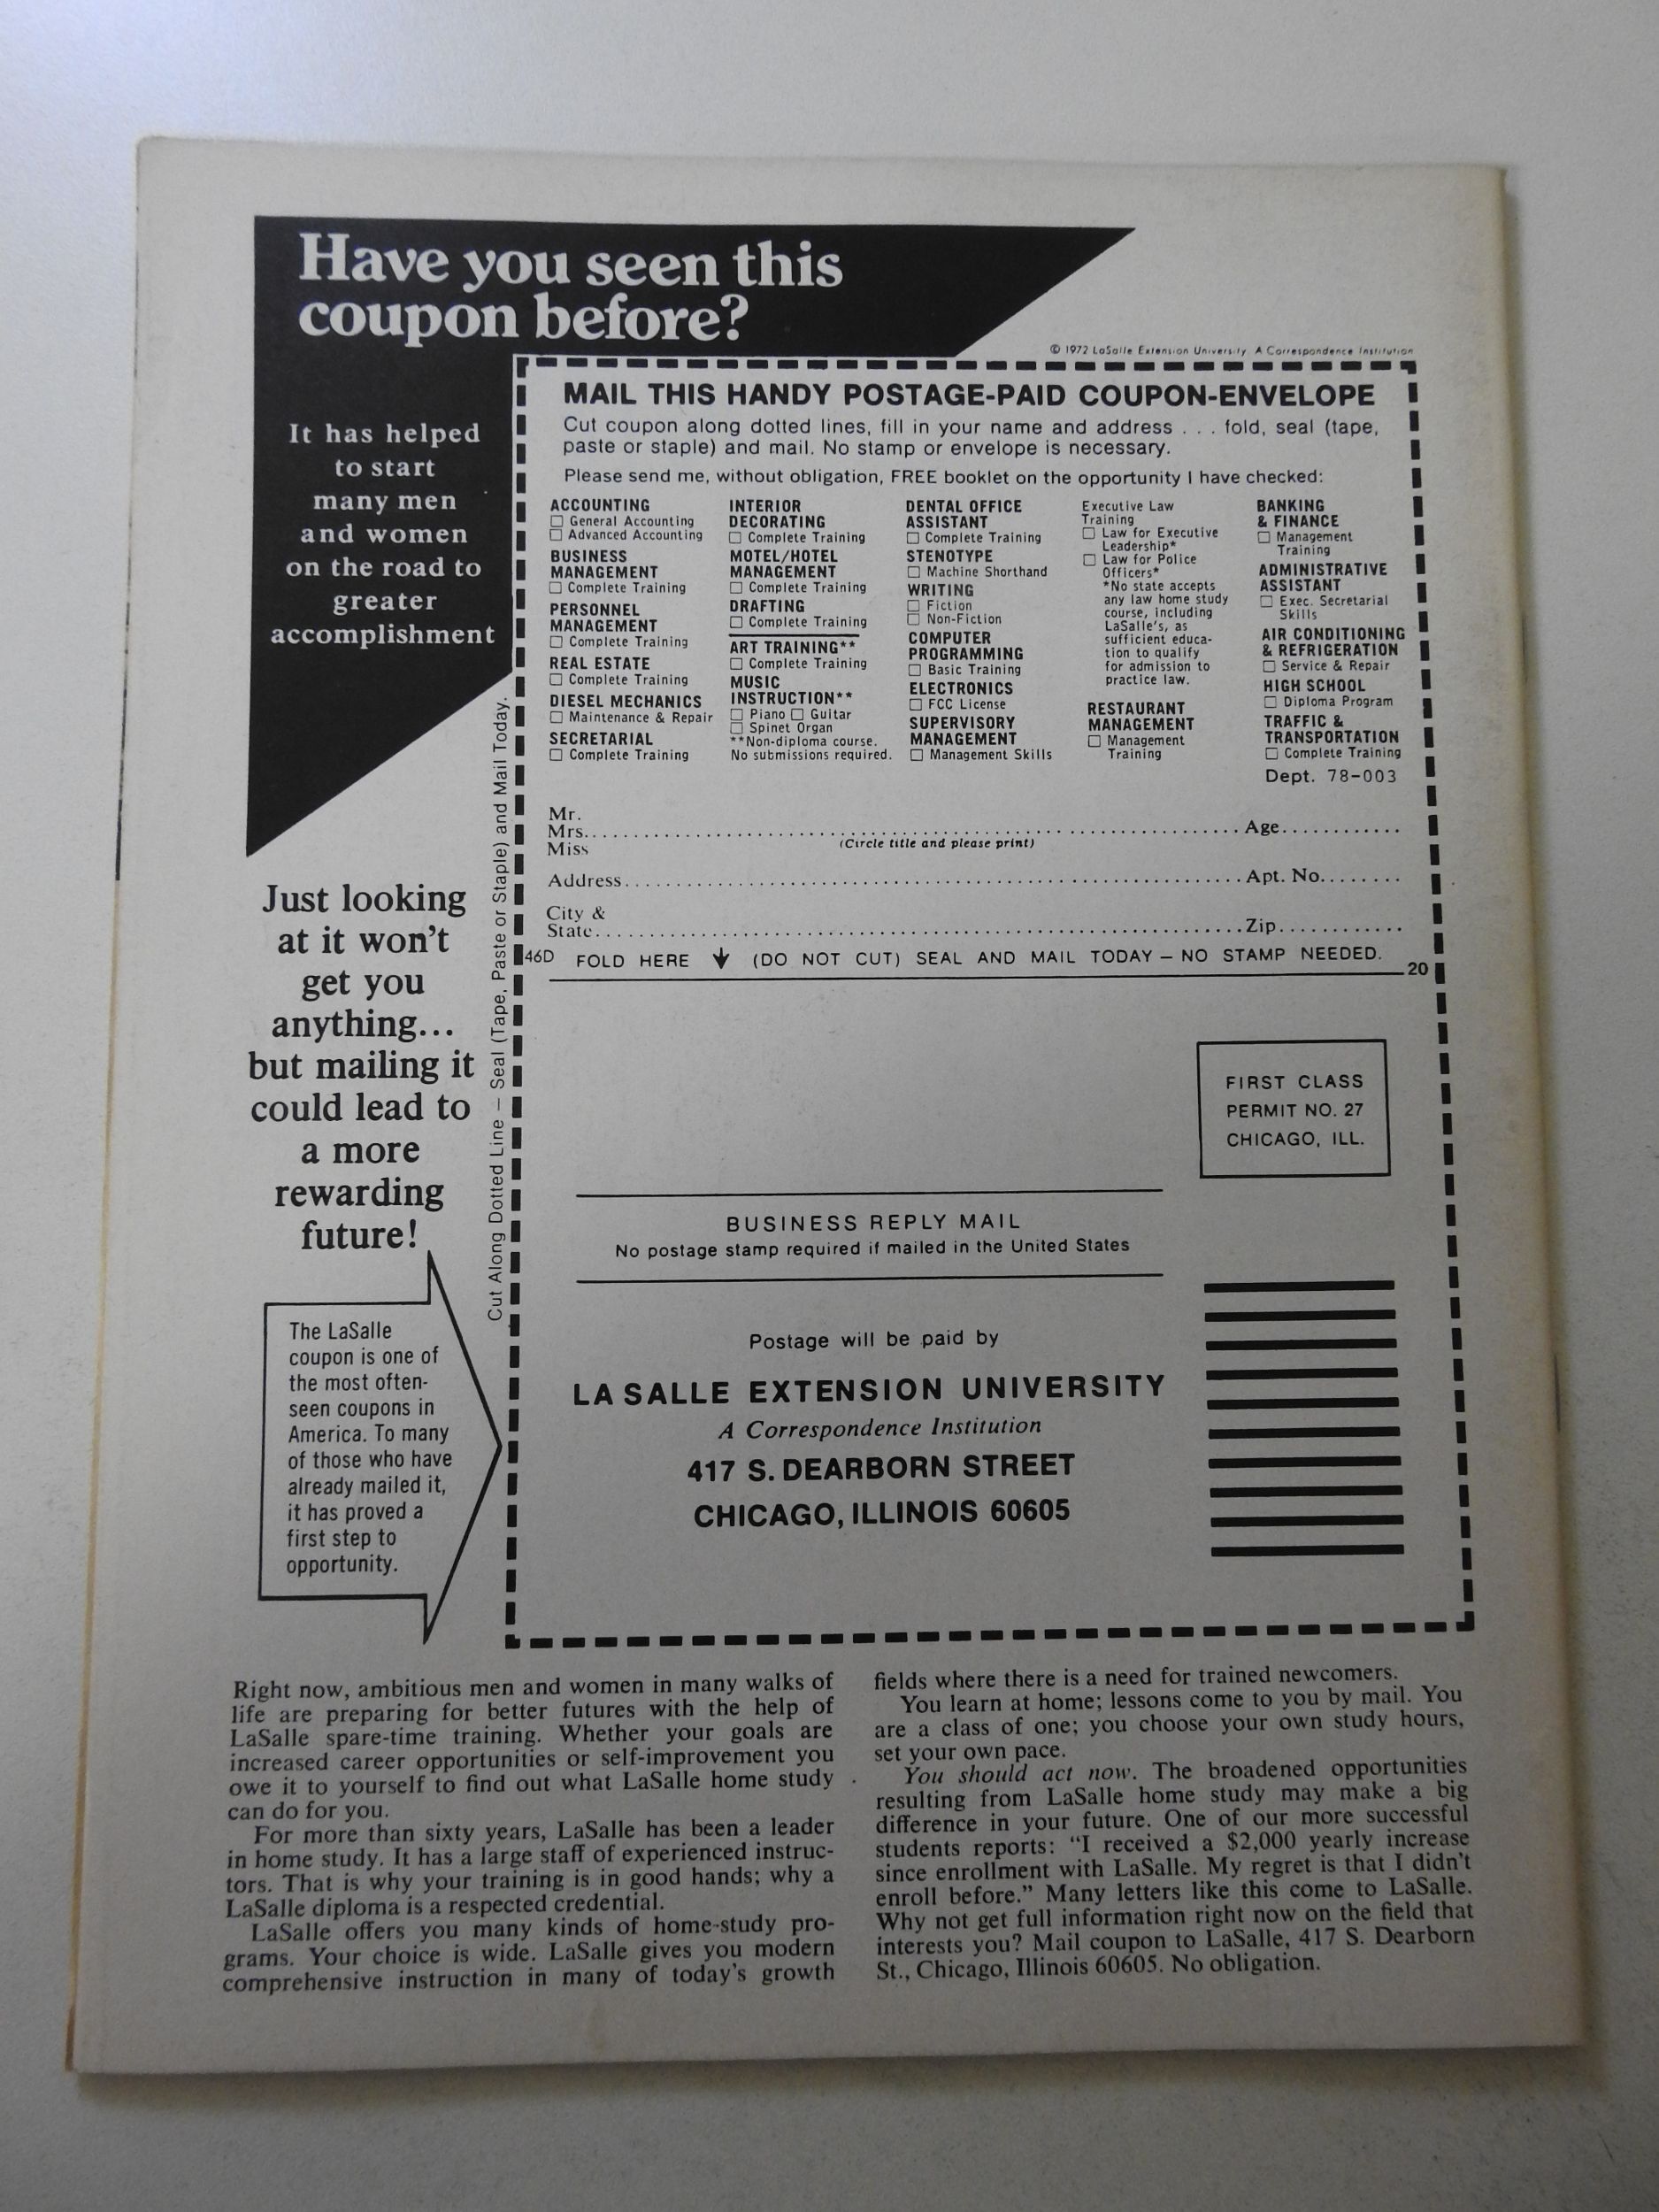 Have you seen this
coupon before?
© 1972 LaSalle Extension University A Correspondence Institution
It has helped
to start
many men
and women
on the road to
greater
accomplishment
Just looking
at it won't
get you
anything...
but mailing it
could lead to
a more
rewarding
future!
The LaSalle
coupon is one of
the most often-
seen coupons in
America. To many
of those who have
already mailed it,
it has proved a
first step to
opportunity.
Cut Along Dotted Line – Seal (Tape, Paste or Staple) and Mail Today.
MAIL THIS HANDY POSTAGE-PAID COUPON-ENVELOPE
Cut coupon along dotted lines, fill in your name and address . . . fold, seal (tape,
paste or staple) and mail. No stamp or envelope is necessary.
Please send me, without obligation, FREE booklet on the opportunity I have checked:
ACCOUNTING
☐ General Accounting
☐ Advanced Accounting
BUSINESS
MANAGEMENT
☐ Complete Training
PERSONNEL
MANAGEMENT
☐ Complete Training
REAL ESTATE
☐ Complete Training
DIESEL MECHANICS
☐ Maintenance & Repair
SECRETARIAL
☐ Complete Training
INTERIOR
DECORATING
☐ Complete Training
MOTEL/HOTEL
MANAGEMENT
☐ Complete Training
DRAFTING
☐ Complete Training
ART TRAINING**
☐ Complete Training
MUSIC
INSTRUCTION**
☐ Piano ☐ Guitar
☐ Spinet Organ
**Non-diploma course.
No submissions required.
DENTAL OFFICE
ASSISTANT
☐ Complete Training
STENOTYPE
☐ Machine Shorthand
WRITING
☐ Fiction
☐ Non-Fiction
COMPUTER
PROGRAMMING
☐ Basic Training
ELECTRONICS
☐ FCC License
SUPERVISORY
MANAGEMENT
☐ Management Skills
Executive Law
Training
☐ Law for Executive
Leadership*
☐ Law for Police
Officers*
*No state accepts
any law home study
course, including
LaSalle's, as
sufficient educa-
tion to qualify
for admission to
practice law.
RESTAURANT
MANAGEMENT
☐ Management
Training
BANKING
& FINANCE
☐ Management
Training
ADMINISTRATIVE
ASSISTANT
☐ Exec. Secretarial
Skills
AIR CONDITIONING
& REFRIGERATION
☐ Service & Repair
HIGH SCHOOL
☐ Diploma Program
TRAFFIC &
TRANSPORTATION
☐ Complete Training
Dept. 78-003
Mr.
Mrs.......... Age..........
Miss (Circle title and please print)
Address.......... Apt. No..........
City &
State.......... Zip..........
46D FOLD HERE ↓ (DO NOT CUT) SEAL AND MAIL TODAY – NO STAMP NEEDED.
20
FIRST CLASS
PERMIT NO. 27
CHICAGO, ILL.
BUSINESS REPLY MAIL
No postage stamp required if mailed in the United States
Postage will be paid by
LA SALLE EXTENSION UNIVERSITY
A Correspondence Institution
417 S. DEARBORN STREET
CHICAGO, ILLINOIS 60605
Right now, ambitious men and women in many walks of
life are preparing for better futures with the help of
LaSalle spare-time training. Whether your goals are
increased career opportunities or self-improvement you
owe it to yourself to find out what LaSalle home study
can do for you.
For more than sixty years, LaSalle has been a leader
in home study. It has a large staff of experienced instruc-
tors. That is why your training is in good hands; why a
LaSalle diploma is a respected credential.
LaSalle offers you many kinds of home-study pro-
grams. Your choice is wide. LaSalle gives you modern
comprehensive instruction in many of today's growth
fields where there is a need for trained newcomers.
You learn at home; lessons come to you by mail. You
are a class of one; you choose your own study hours,
set your own pace.
You should act now. The broadened opportunities
resulting from LaSalle home study may make a big
difference in your future. One of our more successful
students reports: "I received a $2,000 yearly increase
since enrollment with LaSalle. My regret is that I didn't
enroll before." Many letters like this come to LaSalle.
Why not get full information right now on the field that
interests you? Mail coupon to LaSalle, 417 S. Dearborn
St., Chicago, Illinois 60605. No obligation.